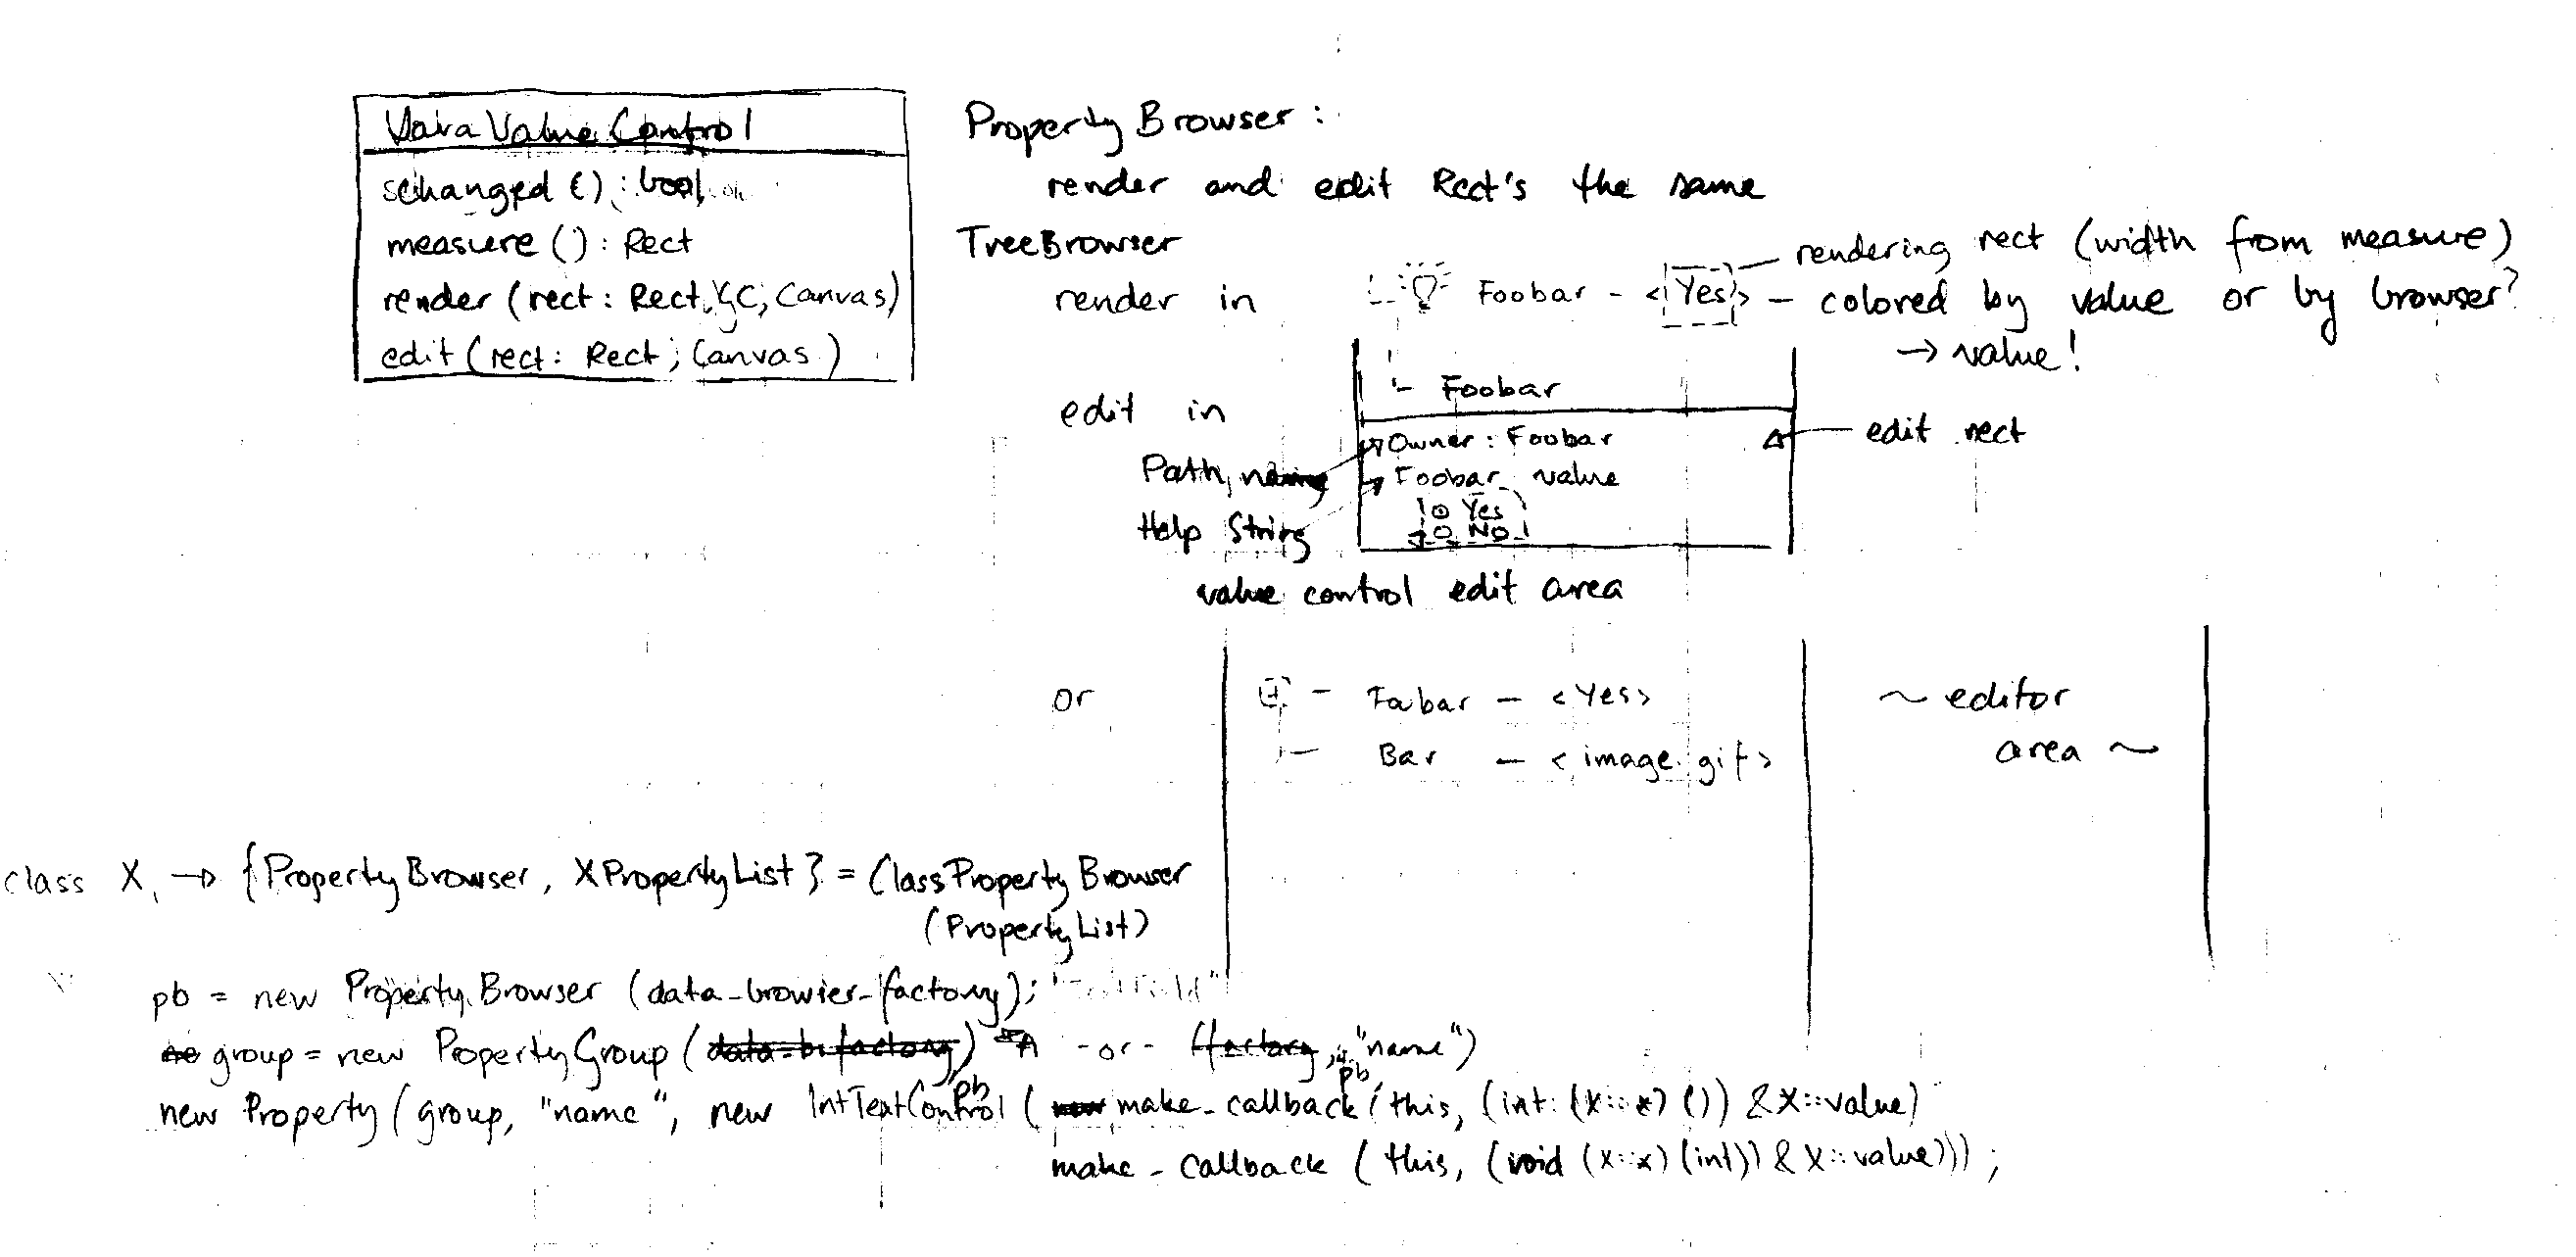 ValueControl
changed () : bool
measure () : Rect
render (rect : Rect, GC, Canvas)
edit (rect : Rect, Canvas)
Property Browser :
render and edit Rect's the same
TreeBrowser
render in
Foobar - <Yes>
rendering rect (width from measure)
- colored by value or by browser?
→ value!
edit in
- Foobar
Owner : Foobar
Foobar value
o Yes
o No
edit rect
Path, name
Help String
value control edit area
or
+ - Foobar - <Yes>
- Bar - <image.gif>
~ editor
area ~
class X, → {PropertyBrowser, XPropertyList} = ClassPropertyBrowser
(PropertyList)
pb = new PropertyBrowser (data-browser-factory);
group = new PropertyGroup (data-b.factory) -or- (factory, "name")
pb
pb,
new Property (group, "name", new IntTextControl ( new make-callback (this, (int (X::*) ()) &X::value)
make-callback (this, (void (X::*) (int)) &X::value)));